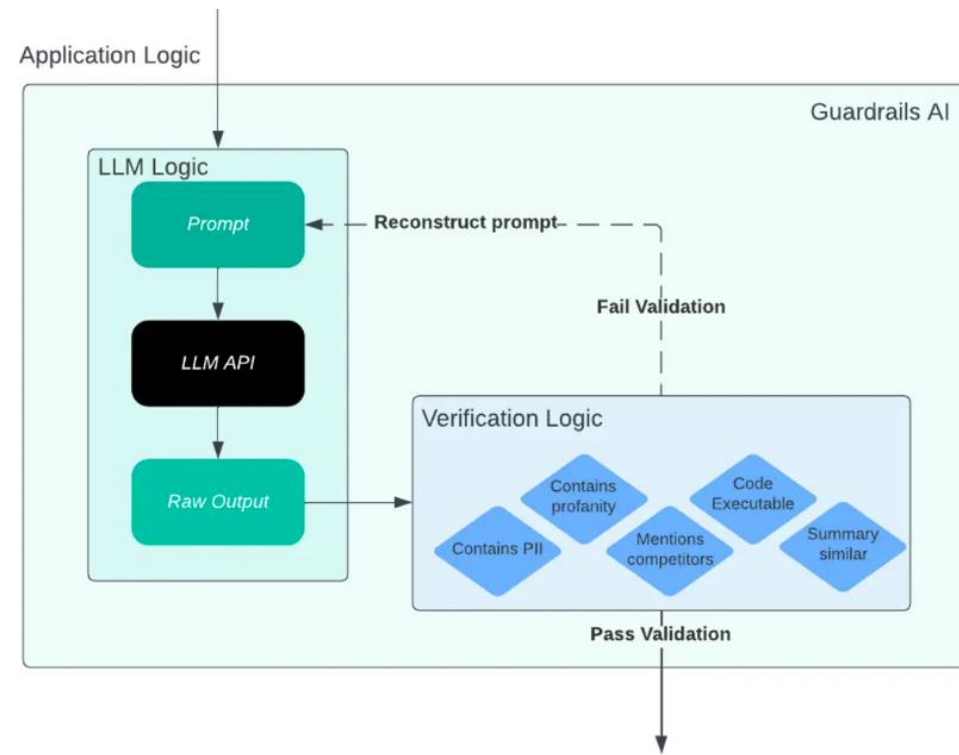 Application Logic
Guardrails AI
LLM Logic
Prompt
Reconstruct prompt
Fail Validation
LLM API
Verification Logic
Raw Output
Contains PII
Contains
profanity
Mentions
competitors
Code
Executable
Summary
similar
Pass Validation